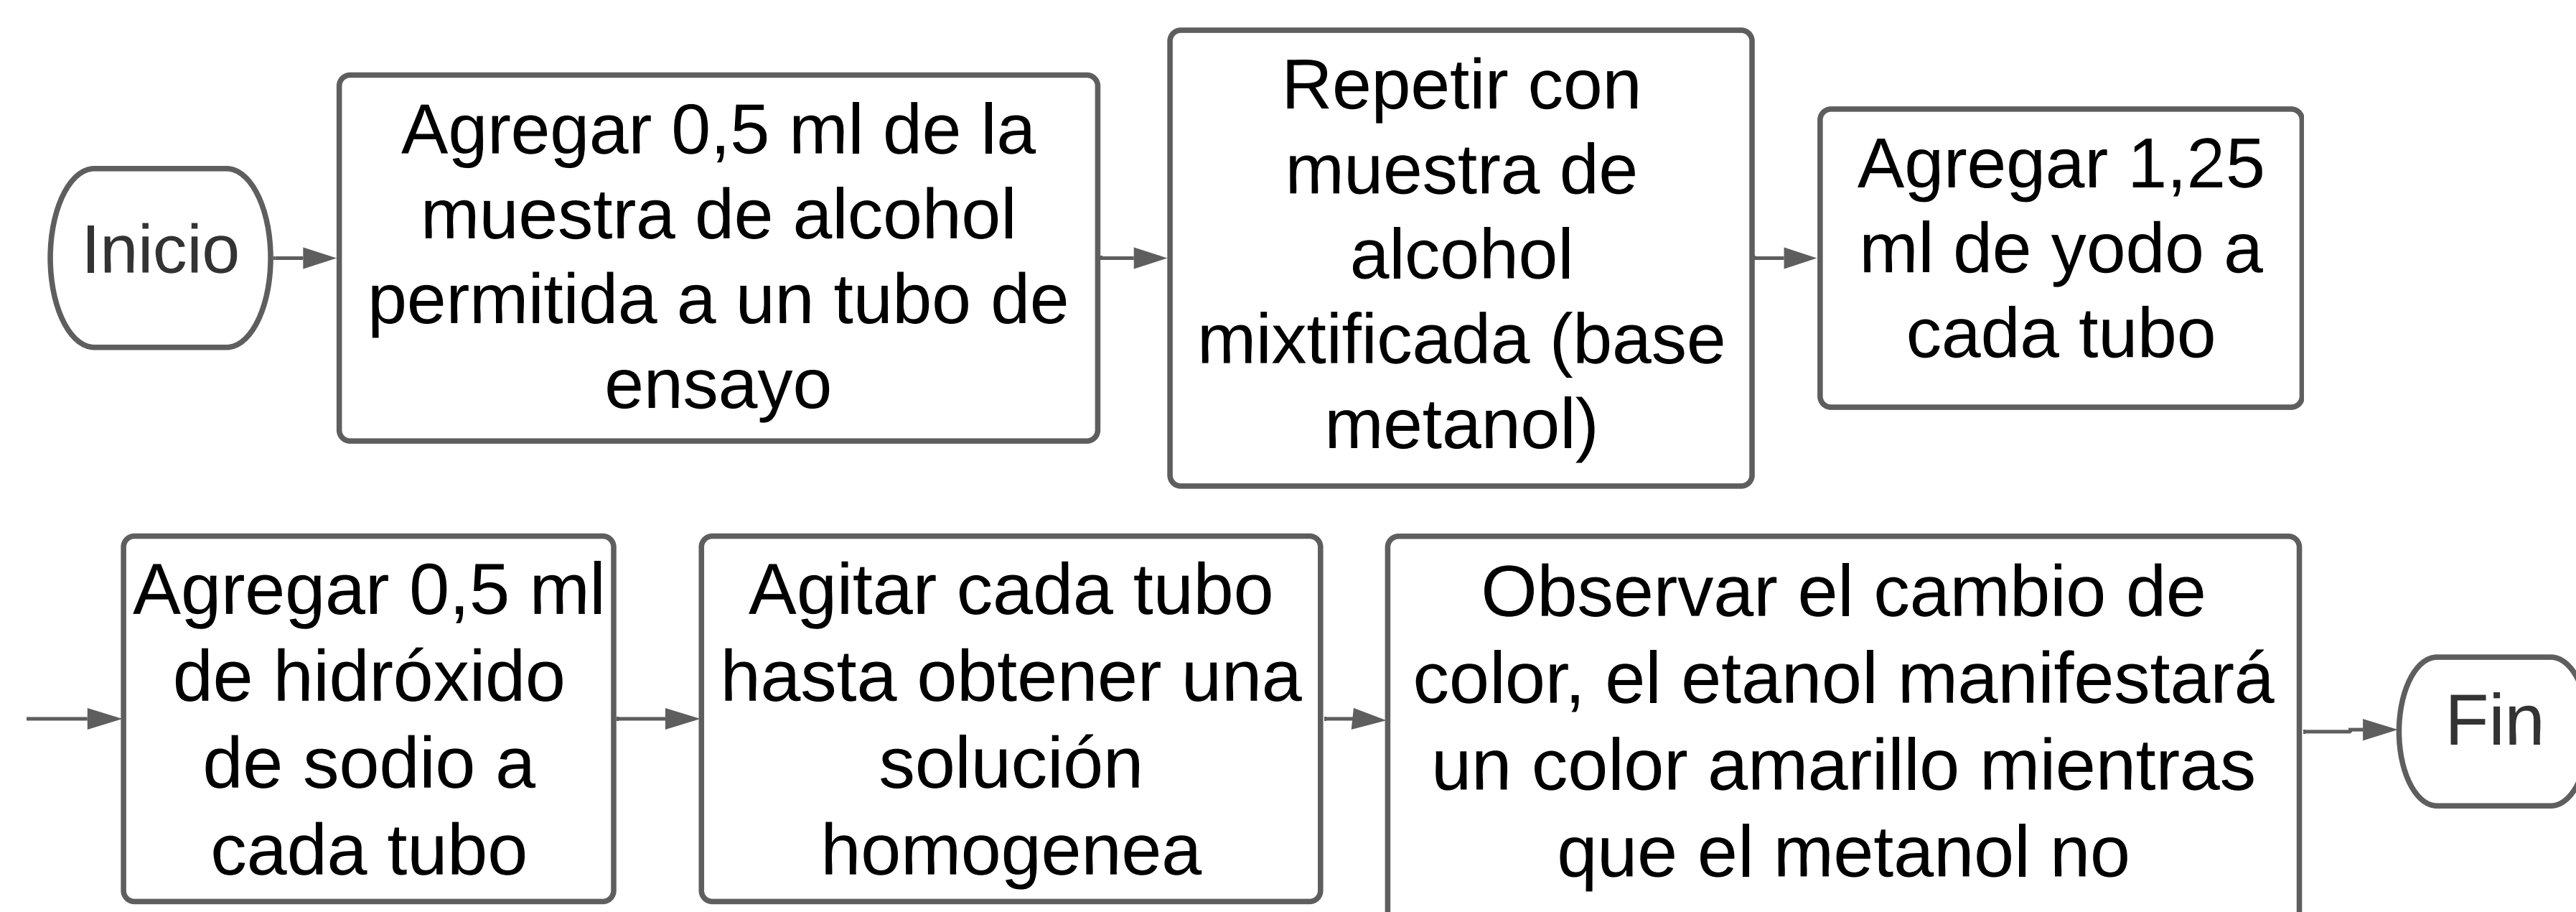 Inicio
Agregar 0,5 ml de la
muestra de alcohol
permitida a un tubo de
ensayo
Repetir con
muestra de
alcohol
mixtificada (base
metanol)
Agregar 1,25
ml de yodo a
cada tubo
Agregar 0,5 ml
de hidróxido
de sodio a
cada tubo
Agitar cada tubo
hasta obtener una
solución
homogenea
Observar el cambio de
color, el etanol manifestará
un color amarillo mientras
que el metanol no
Fin